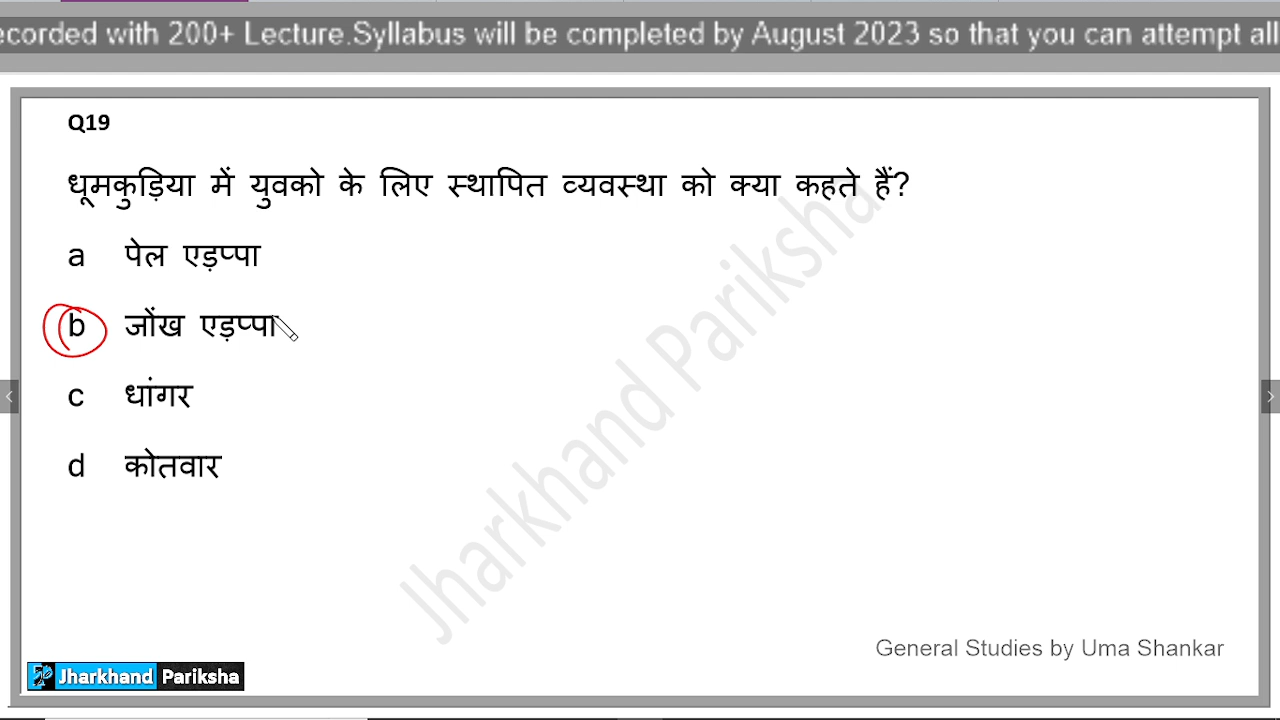 ecorded with 200+ Lecture.Syllabus will be completed by August 2023 so that you can attempt all
Q19
धूमकुड़िया में युवको के लिए स्थापित व्यवस्था को क्या कहते हैं?
a पेल एड़प्पा
b जोंख एड़प्पा
c धांगर
d कोतवार
Jharkhand Pariksha
General Studies by Uma Shankar
Jharkhand Pariksha